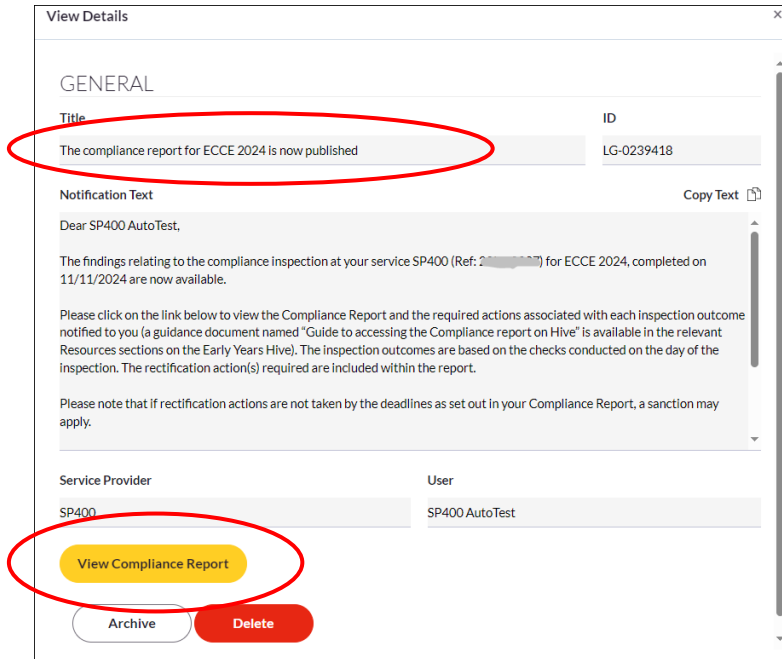 View Details
×
GENERAL
Title
ID
The compliance report for ECCE 2024 is now published
LG-0239418
Notification Text
Copy Text
Dear SP400 AutoTest,
The findings relating to the compliance inspection at your service SP400 (Ref: ) for ECCE 2024, completed on
11/11/2024 are now available.
Please click on the link below to view the Compliance Report and the required actions associated with each inspection outcome
notified to you (a guidance document named “Guide to accessing the Compliance report on Hive” is available in the relevant
Resources sections on the Early Years Hive). The inspection outcomes are based on the checks conducted on the day of the
inspection. The rectification action(s) required are included within the report.
Please note that if rectification actions are not taken by the deadlines as set out in your Compliance Report, a sanction may
apply.
Service Provider
User
SP400
SP400 AutoTest
View Compliance Report
Archive
Delete